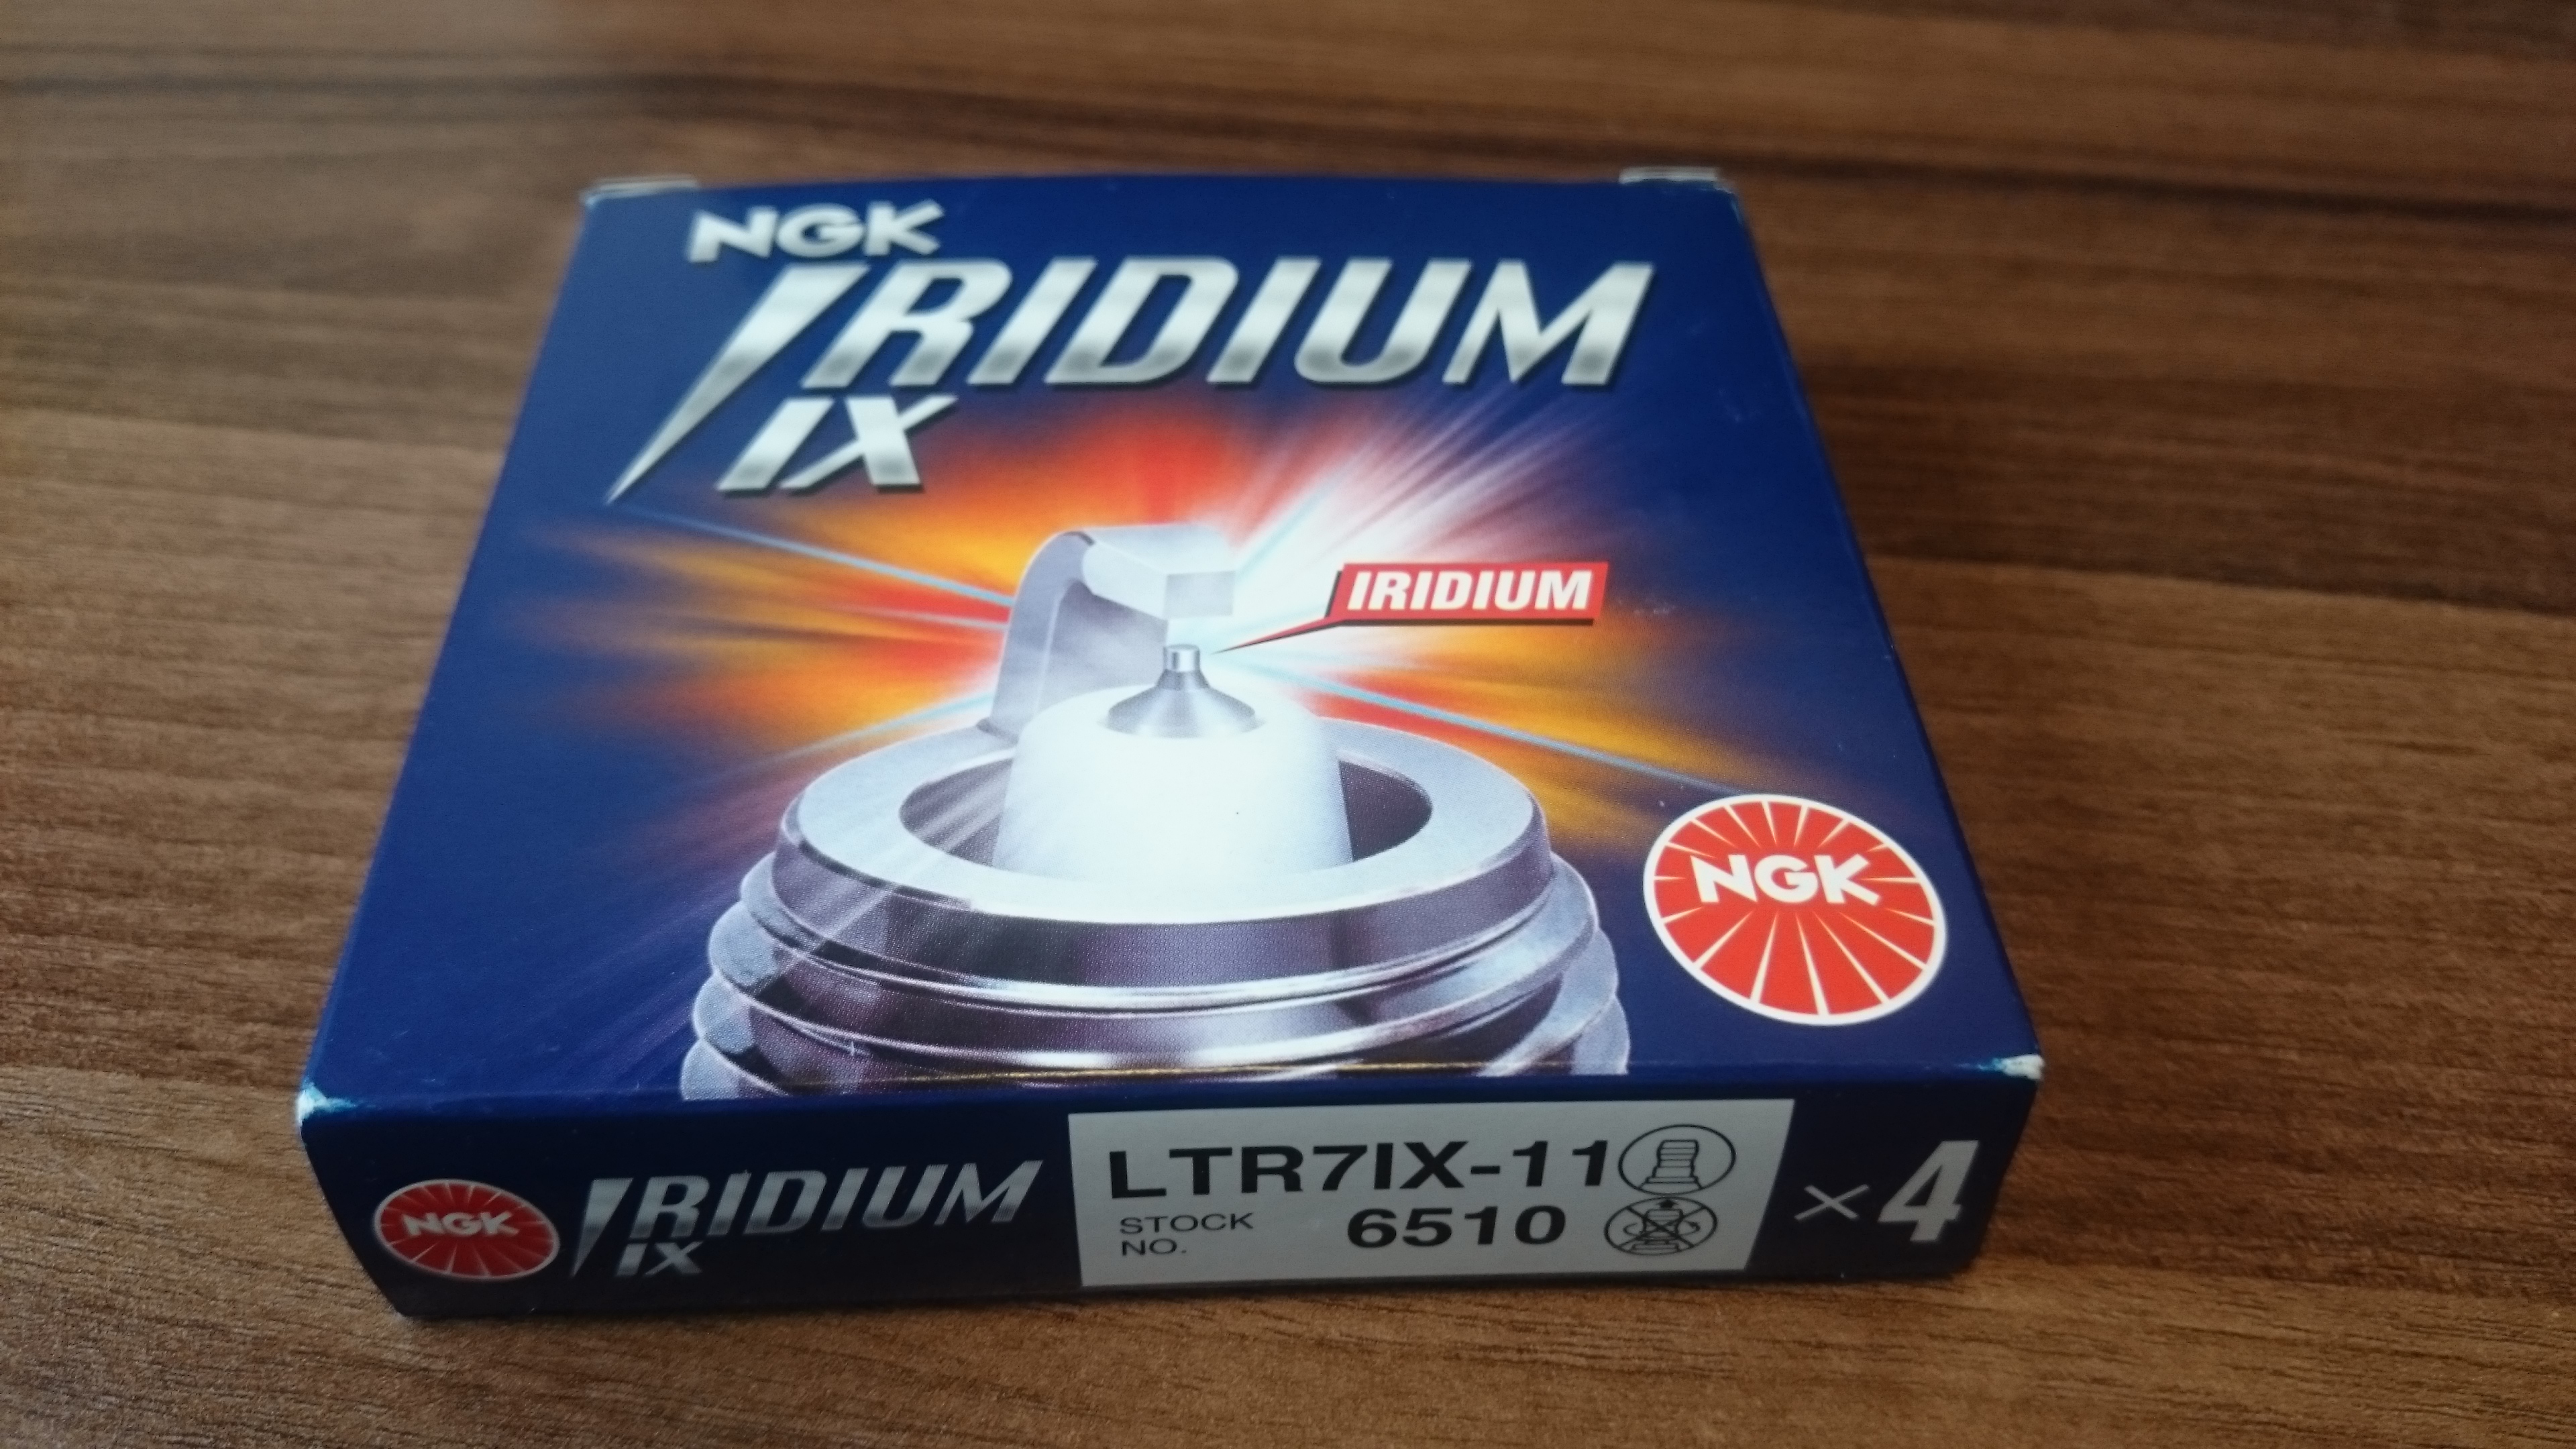 NGK
IRIDIUM
IX
IRIDIUM
NGK
NGK
IRIDIUM
IX
LTR7IX-11
STOCK
NO.
6510
×4